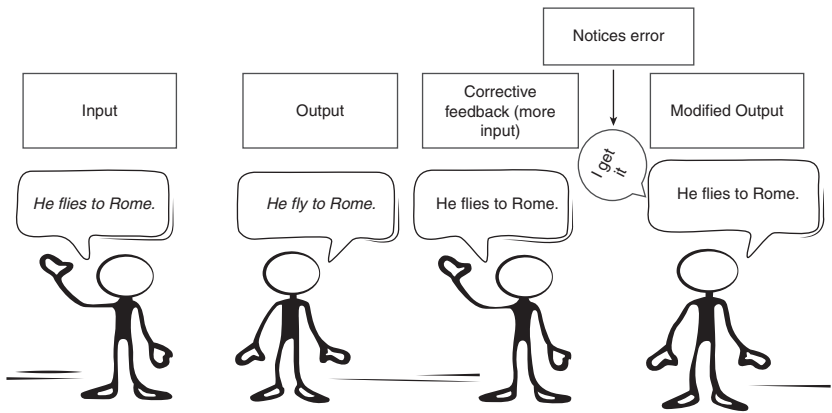 Notices error
Input
Output
Corrective
feedback (more
input)
Modified Output
I get
it
He flies to Rome.
He fly to Rome.
He flies to Rome.
He flies to Rome.